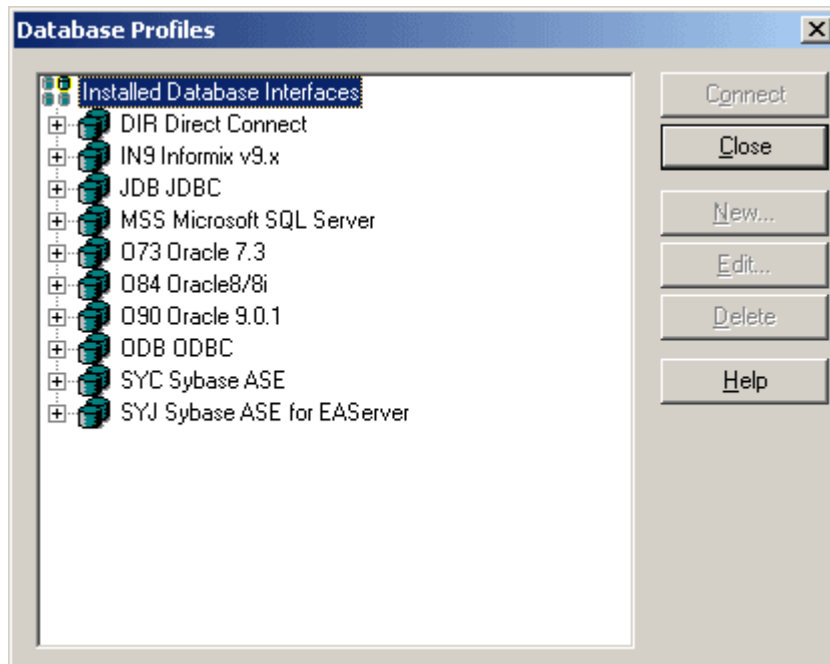 Database Profiles
Installed Database Interfaces
DIR Direct Connect
IN9 Informix v9.x
JDB JDBC
MSS Microsoft SQL Server
O73 Oracle 7.3
O84 Oracle8/8i
O90 Oracle 9.0.1
ODB ODBC
SYC Sybase ASE
SYJ Sybase ASE for EAServer
Connect
Close
New...
Edit...
Delete
Help